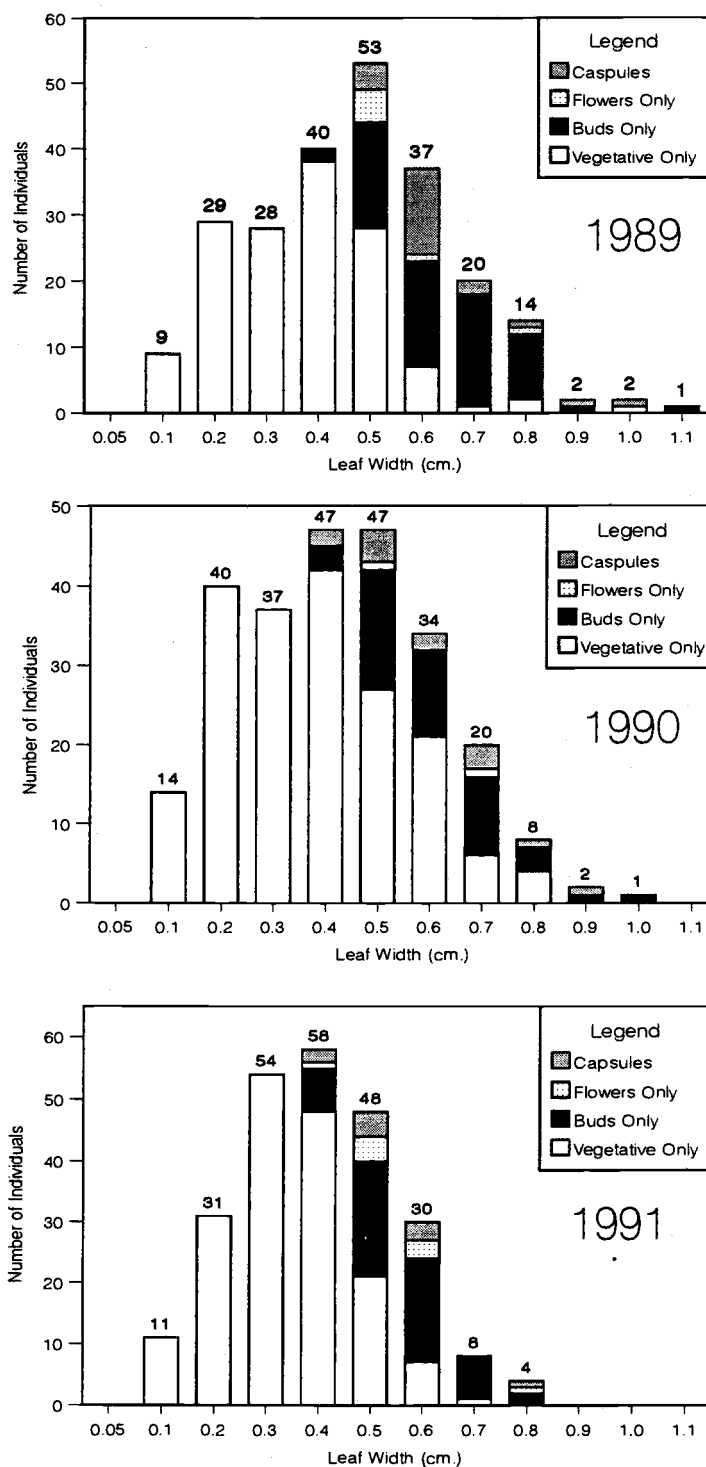 60
50
40
30
20
10
0
Number of Individuals
9
29
28
40
53
37
20
14
2
2
1
Legend
Caspules
Flowers Only
Buds Only
Vegetative Only
1989
0.05 0.1 0.2 0.3 0.4 0.5 0.6 0.7 0.8 0.9 1.0 1.1
Leaf Width (cm.)
50
40
30
20
10
0
Number of Individuals
14
40
37
47
47
34
20
8
2
1
Legend
Caspules
Flowers Only
Buds Only
Vegetative Only
1990
0.05 0.1 0.2 0.3 0.4 0.5 0.6 0.7 0.8 0.9 1.0 1.1
Leaf Width (cm.)
60
50
40
30
20
10
0
Number of Individuals
11
31
54
58
48
30
8
4
Legend
Capsules
Flowers Only
Buds Only
Vegetative Only
1991
0.05 0.1 0.2 0.3 0.4 0.5 0.6 0.7 0.8 0.9 1.0 1.1
Leaf Width (cm.)